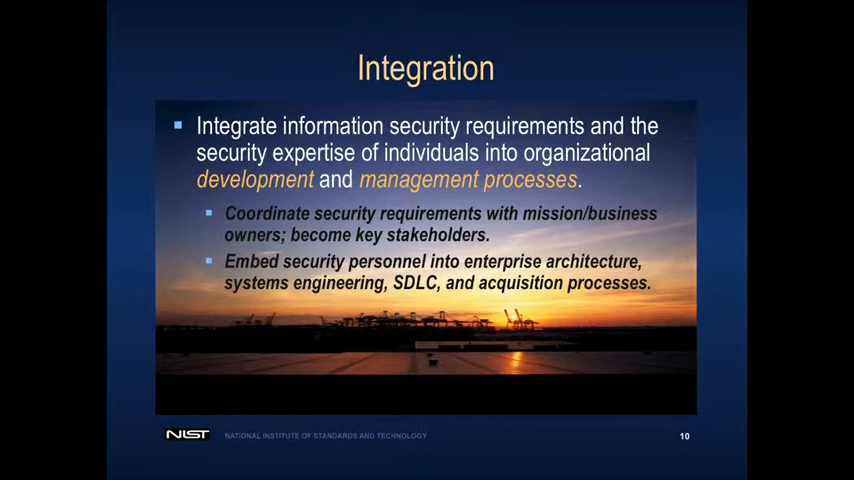 Integration
Integrate information security requirements and the
security expertise of individuals into organizational
development and management processes.
Coordinate security requirements with mission/business
owners; become key stakeholders.
Embed security personnel into enterprise architecture,
systems engineering, SDLC, and acquisition processes.
NIST NATIONAL INSTITUTE OF STANDARDS AND TECHNOLOGY 10